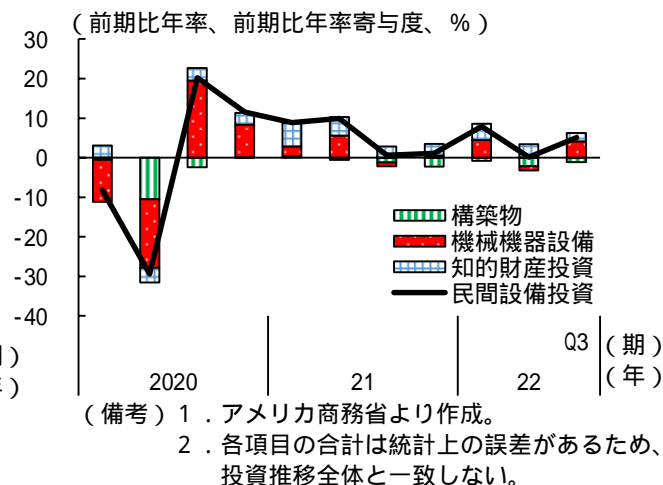 （前期比年率、前期比年率寄与度、％）
30
20
10
0
-10
-20
-30
-40
構築物
機械機器設備
知的財産投資
民間設備投資
Q3（期）
2020 21 22（年）
（備考）１．アメリカ商務省より作成。
２．各項目の合計は統計上の誤差があるため、
投資推移全体と一致しない。